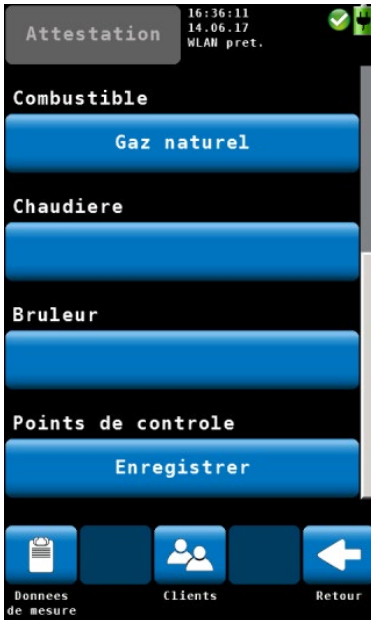 Attestation
16:36:11
14.06.17
WLAN pret.
Combustible
Gaz naturel
Chaudiere
Bruleur
Points de controle
Enregistrer
Donnees
de mesure
Clients
Retour